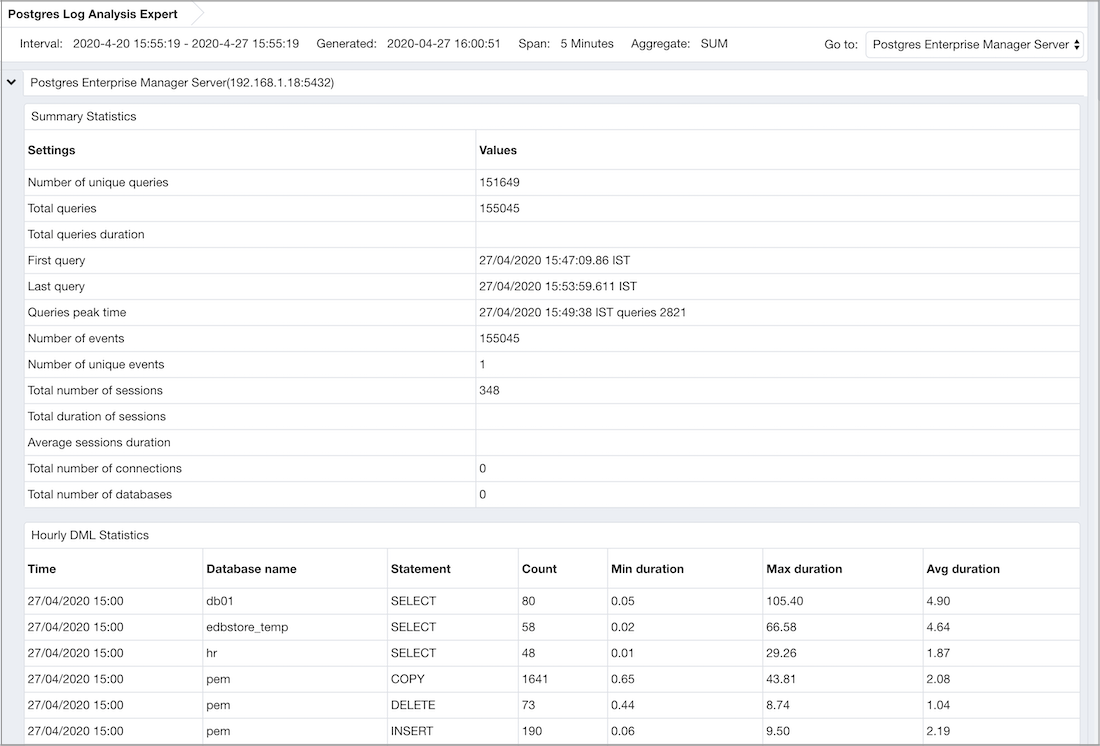 Postgres Log Analysis Expert
Interval: 2020-4-20 15:55:19 - 2020-4-27 15:55:19 Generated: 2020-04-27 16:00:51 Span: 5 Minutes Aggregate: SUM Go to: Postgres Enterprise Manager Server
Postgres Enterprise Manager Server(192.168.1.18:5432)
Summary Statistics
Settings Values
Number of unique queries 151649
Total queries 155045
Total queries duration
First query 27/04/2020 15:47:09.86 IST
Last query 27/04/2020 15:53:59.611 IST
Queries peak time 27/04/2020 15:49:38 IST queries 2821
Number of events 155045
Number of unique events 1
Total number of sessions 348
Total duration of sessions
Average sessions duration
Total number of connections 0
Total number of databases 0
Hourly DML Statistics
Time Database name Statement Count Min duration Max duration Avg duration
27/04/2020 15:00 db01 SELECT 80 0.05 105.40 4.90
27/04/2020 15:00 edbstore_temp SELECT 58 0.02 66.58 4.64
27/04/2020 15:00 hr SELECT 48 0.01 29.26 1.87
27/04/2020 15:00 pem COPY 1641 0.65 43.81 2.08
27/04/2020 15:00 pem DELETE 73 0.44 8.74 1.04
27/04/2020 15:00 pem INSERT 190 0.06 9.50 2.19